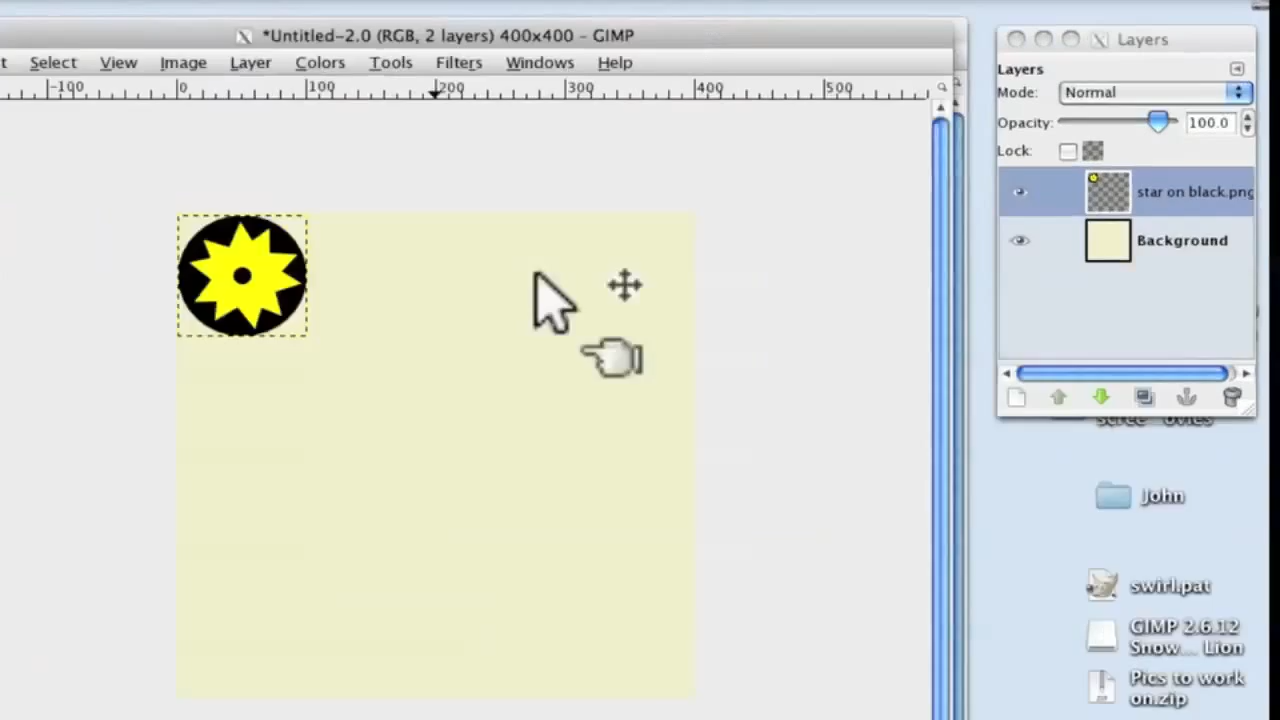 *Untitled-2.0 (RGB, 2 layers) 400x400 – GIMP
t Select View Image Layer Colors Tools Filters Windows Help
-100 0 100 200 300 400 500
Layers
Layers
Mode: Normal
Opacity: 100.0
Lock:
star on black.png
Background
John
swirl.pat
GIMP 2.6.12
Snow... Lion
Pics to work
on.zip